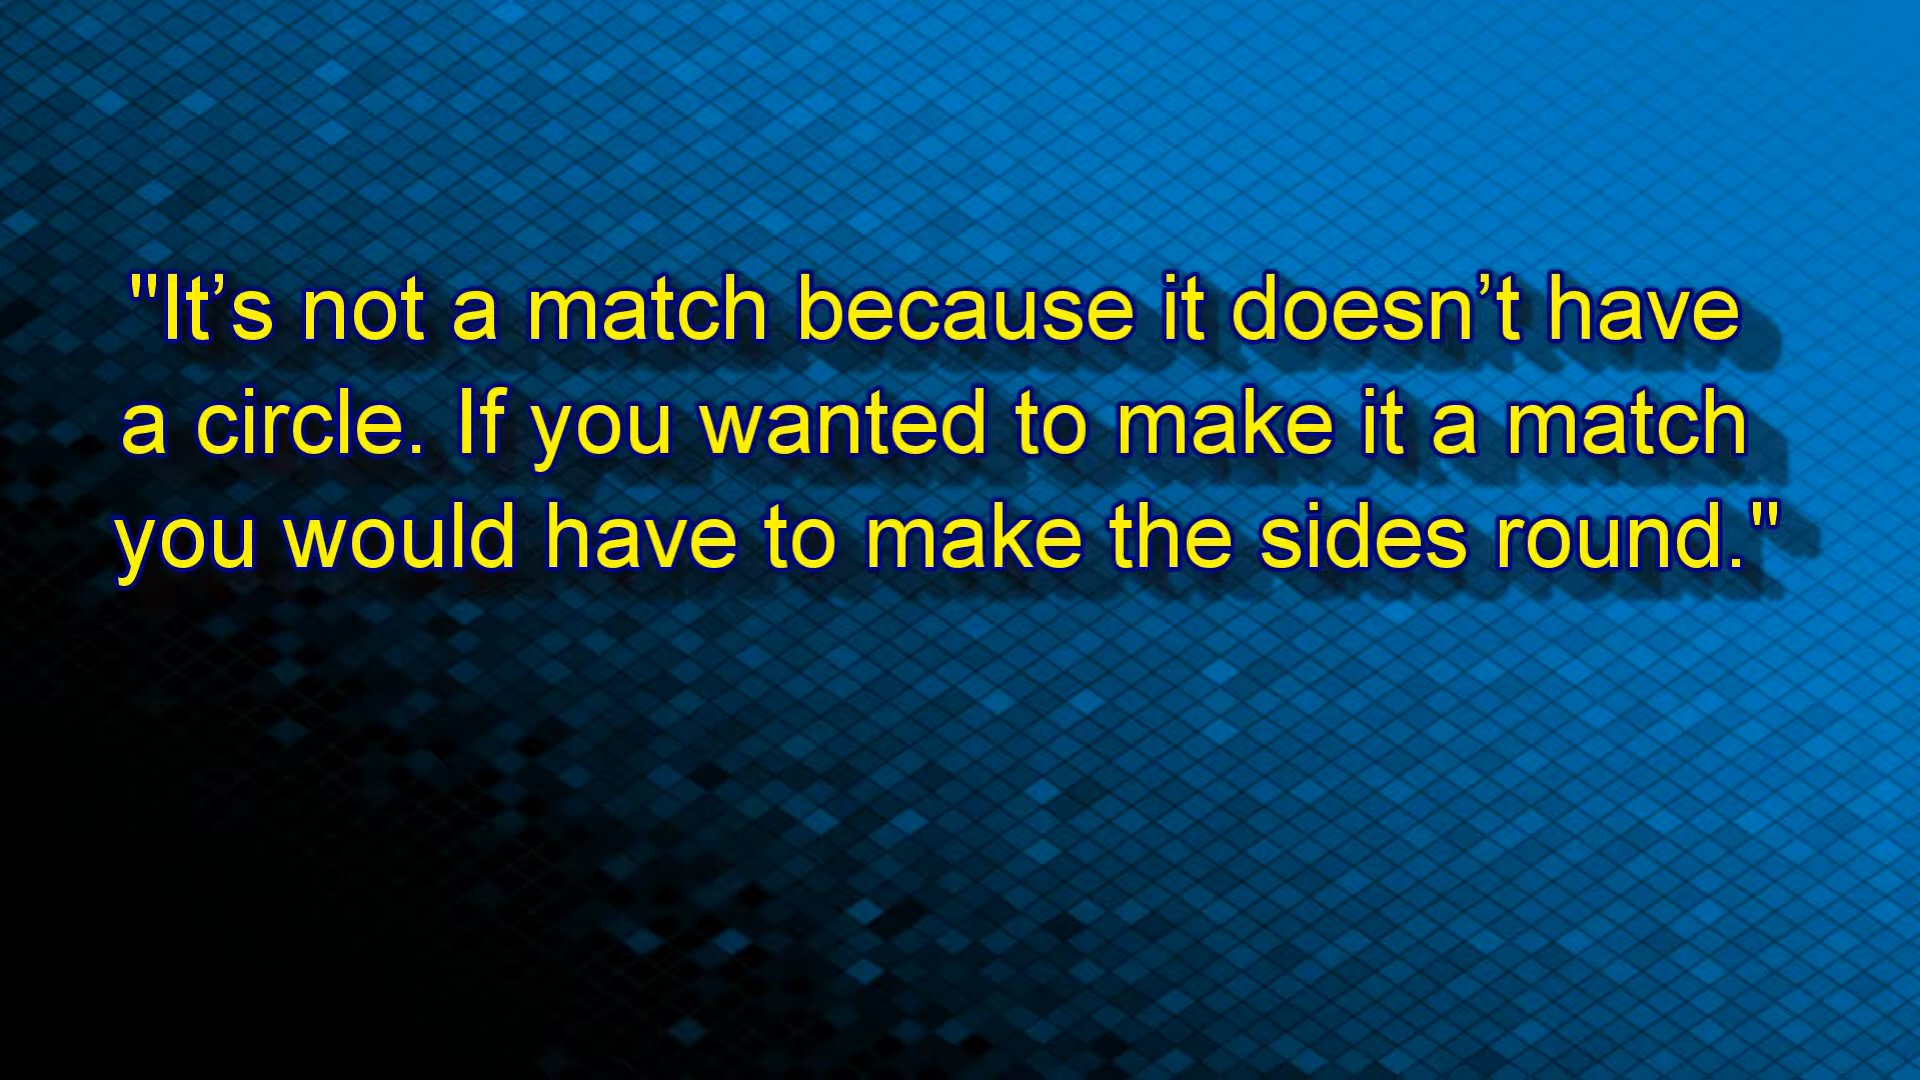 "It’s not a match because it doesn’t have
a circle. If you wanted to make it a match
you would have to make the sides round."